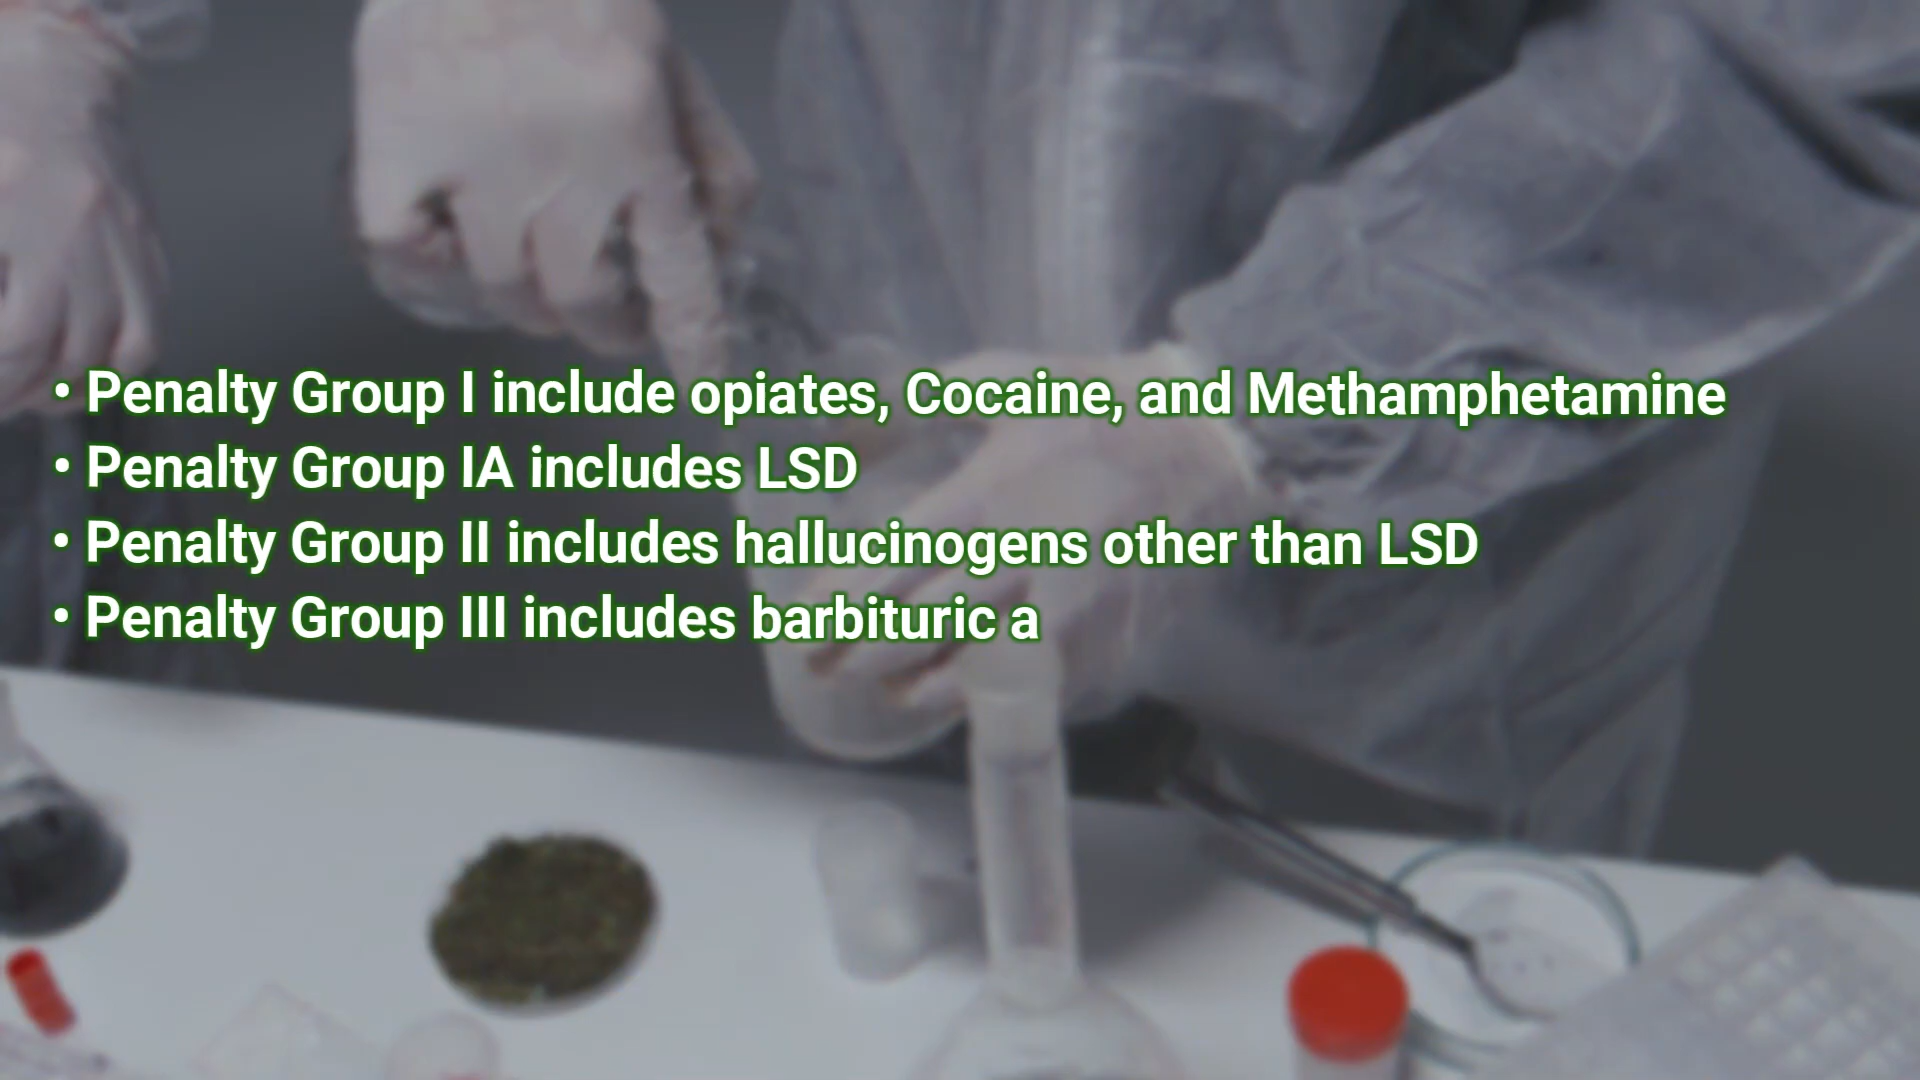 • Penalty Group I include opiates, Cocaine, and Methamphetamine
• Penalty Group IA includes LSD
• Penalty Group II includes hallucinogens other than LSD
• Penalty Group III includes barbituric a